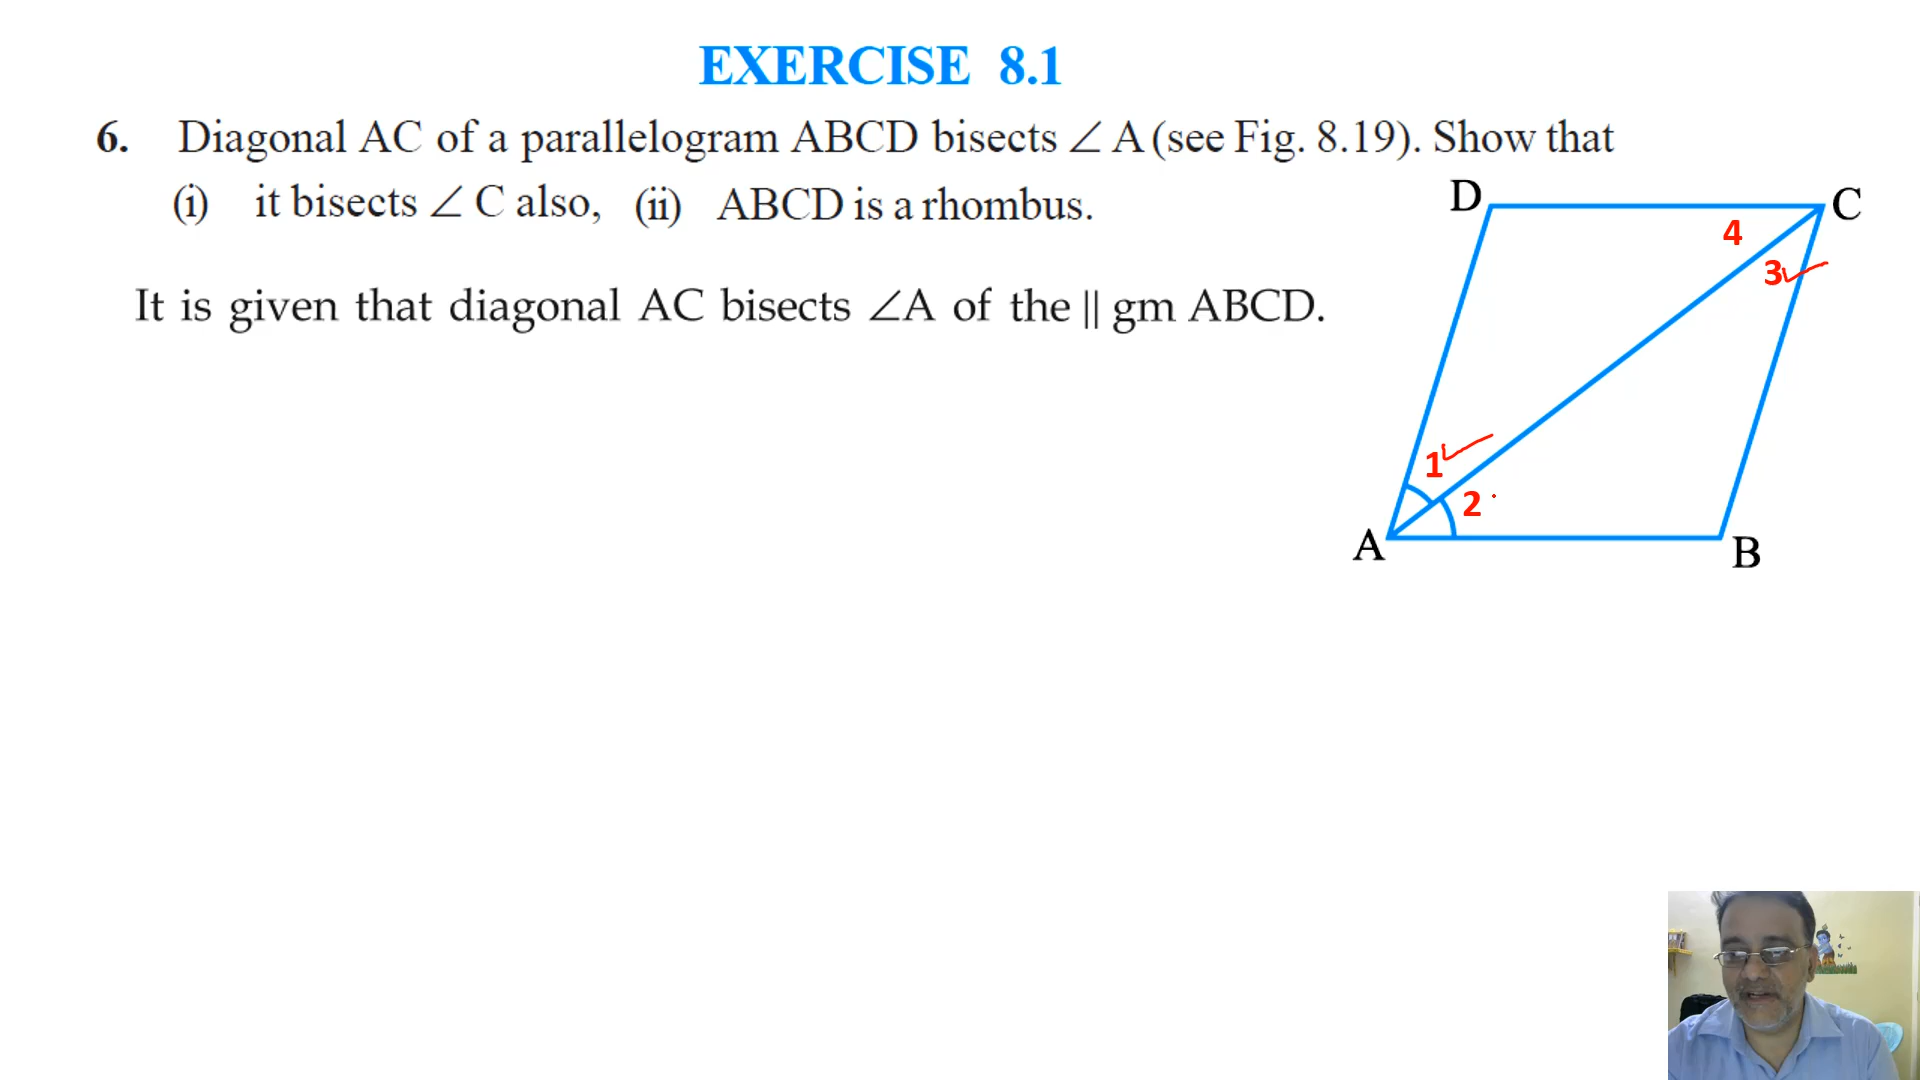 EXERCISE 8.1
6. Diagonal AC of a parallelogram ABCD bisects ∠ A (see Fig. 8.19). Show that
(i) it bisects ∠ C also, (ii) ABCD is a rhombus.
D
C
4
3
It is given that diagonal AC bisects ∠A of the || gm ABCD.
1
2
A
B